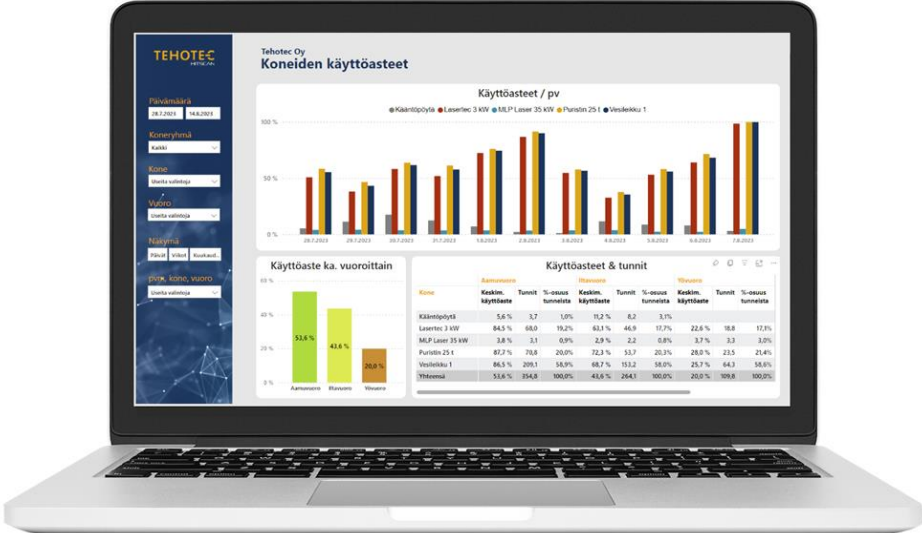 TEHOTEC
Tehotec Oy
Koneiden käyttöasteet
Päivämäärä
28.7.2023 14.8.2023
Koneryhmä
Kaikki
Kone
Useita valintoja
Vuoro
Useita valintoja
Näkymä
Päivät Viikot Kuukaud...
pvm, kone, vuoro
Useita valintoja
Käyttöasteet / pv
Kääntöpöytä Lasertec 3 kW MLP Laser 35 kW Puristin 25 t Vesileikku 1
100 %
50 %
0 %
28.7.2023 29.7.2023 30.7.2023 31.7.2023 1.8.2023 2.8.2023 3.8.2023 4.8.2023 5.8.2023 6.8.2023 7.8.2023
Käyttöaste ka. vuoroittain
60 %
40 %
20 %
0 %
53,6 %
43,6 %
20,0 %
Aamuvuoro Iltavuoro Yövuoro
Käyttöasteet & tunnit
Aamuvuoro Iltavuoro Yövuoro
Kone Keskim. käyttöaste Tunnit %-osuus tunneista Keskim. käyttöaste Tunnit %-osuus tunneista Keskim. käyttöaste Tunnit %-osuus tunneista
Kääntöpöytä 5,6 % 3,7 1,0% 11,2 % 8,2 3,1%
Lasertec 3 kW 84,5 % 68,0 19,2% 63,1 % 46,9 17,7% 22,6 % 18,8 17,1%
MLP Laser 35 kW 3,8 % 3,1 0,9% 2,9 % 2,2 0,8% 3,7 % 3,3 3,0%
Puristin 25 t 87,7 % 70,8 20,0% 72,3 % 53,7 20,3% 28,0 % 23,5 21,4%
Vesileikku 1 86,5 % 209,1 58,9% 68,7 % 153,2 58,0% 25,7 % 64,3 58,6%
Yhteensä 53,6 % 354,8 100,0% 43,6 % 264,1 100,0% 20,0 % 109,8 100,0%